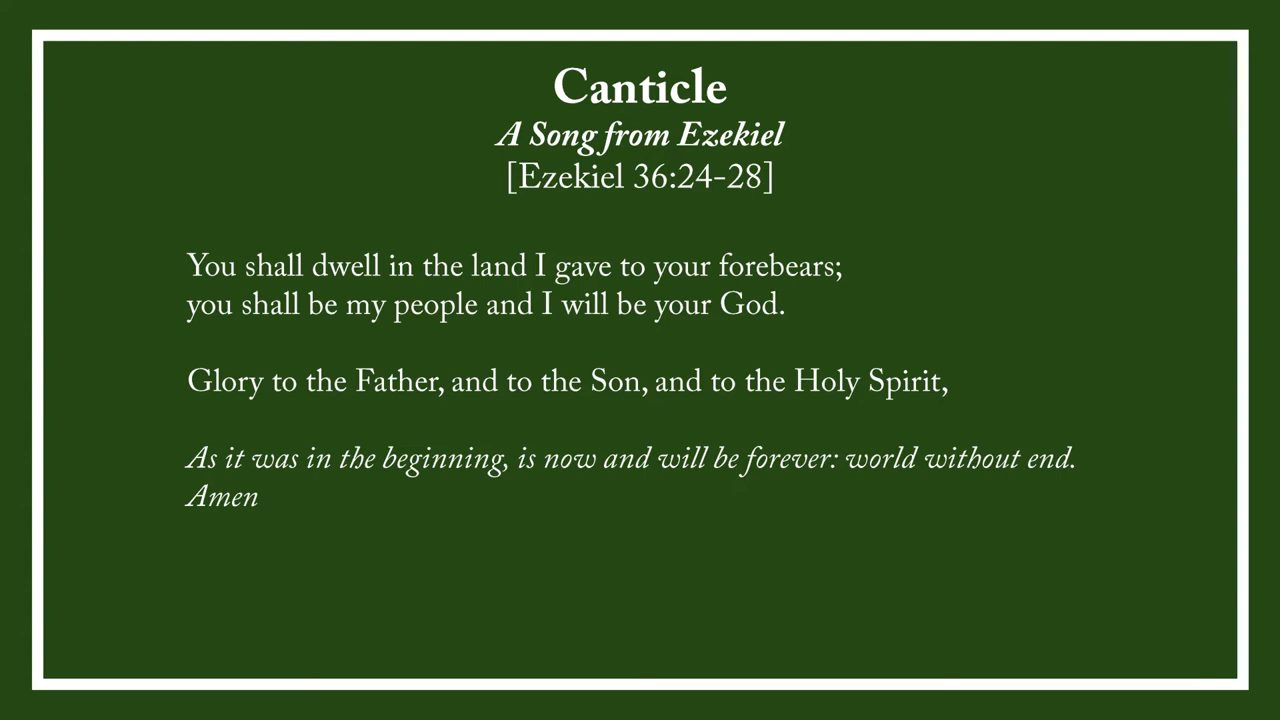 Canticle
A Song from Ezekiel
[Ezekiel 36:24-28]
You shall dwell in the land I gave to your forebears;
you shall be my people and I will be your God.
Glory to the Father, and to the Son, and to the Holy Spirit,
As it was in the beginning, is now and will be forever: world without end.
Amen